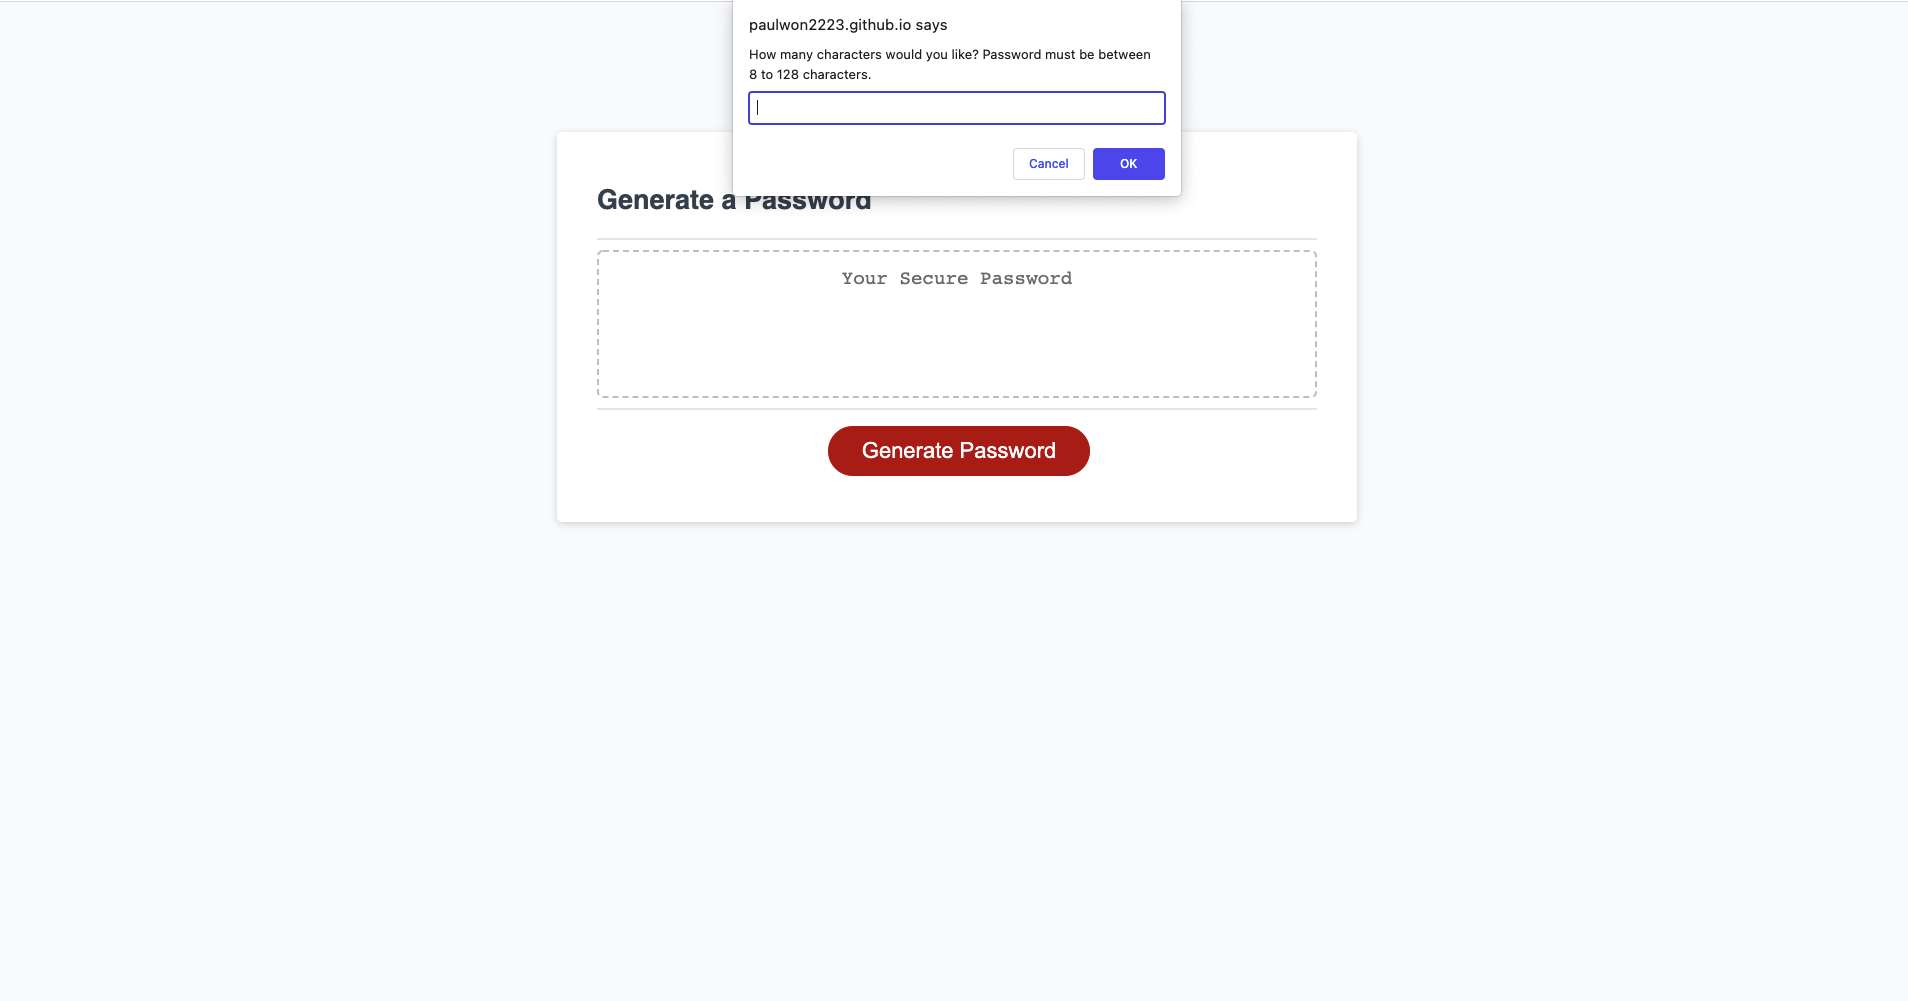 paulwon2223.github.io says
How many characters would you like? Password must be between
8 to 128 characters.
Cancel
OK
Generate a Password
Your Secure Password
Generate Password